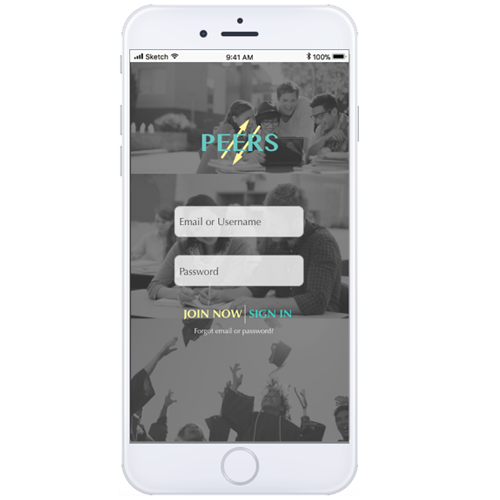 Sketch 9:41 AM 100%
PEERS
Email or Username
Password
JOIN NOW SIGN IN
Forgot email or password?